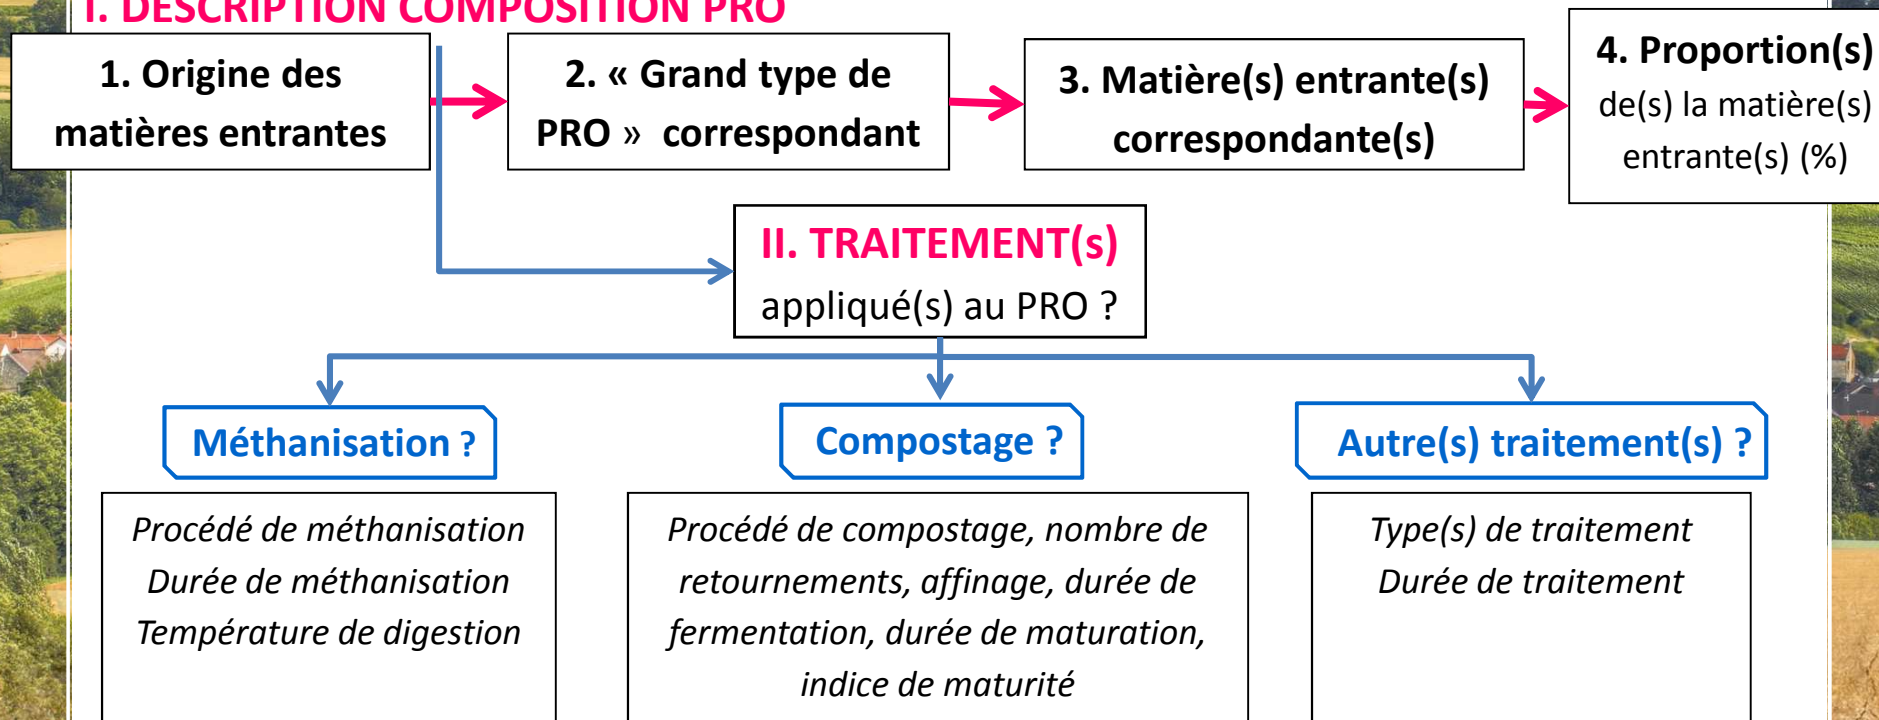 I. DESCRIPTION COMPOSITION PRO
1. Origine des
matières entrantes
2. « Grand type de
PRO » correspondant
3. Matière(s) entrante(s)
correspondante(s)
4. Proportion(s)
de(s) la matière(s)
entrante(s) (%)
II. TRAITEMENT(s)
appliqué(s) au PRO ?
Méthanisation ?
Compostage ?
Autre(s) traitement(s) ?
Procédé de méthanisation
Durée de méthanisation
Température de digestion
Procédé de compostage, nombre de
retournements, affinage, durée de
fermentation, durée de maturation,
indice de maturité
Type(s) de traitement
Durée de traitement